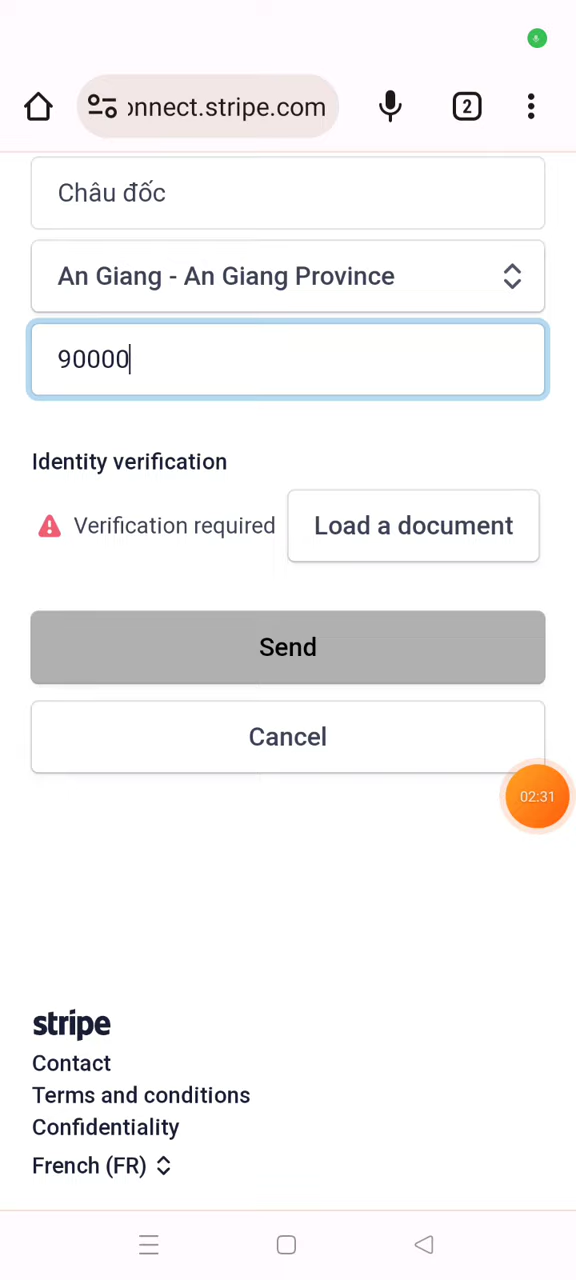 onnect.stripe.com
2
Châu đốc
An Giang - An Giang Province
90000
Identity verification
Verification required
Load a document
Send
Cancel
02:31
stripe
Contact
Terms and conditions
Confidentiality
French (FR)